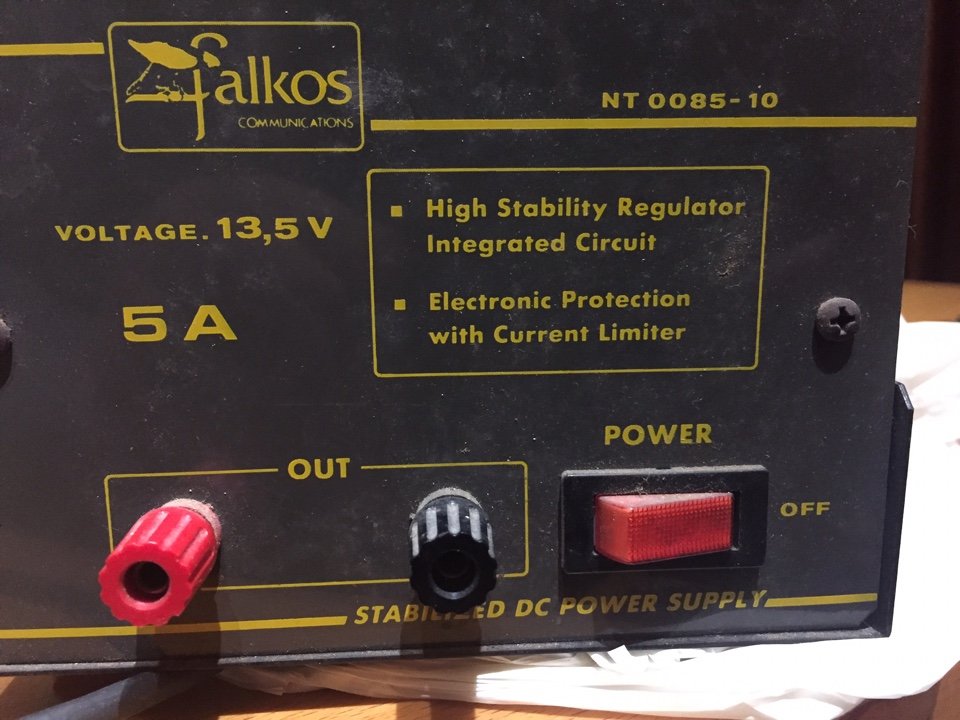 falkos
COMMUNICATIONS
NT 0085-10
VOLTAGE. 13,5 V
5 A
High Stability Regulator
Integrated Circuit
Electronic Protection
with Current Limiter
POWER
OUT
OFF
STABILIZED DC POWER SUPPLY